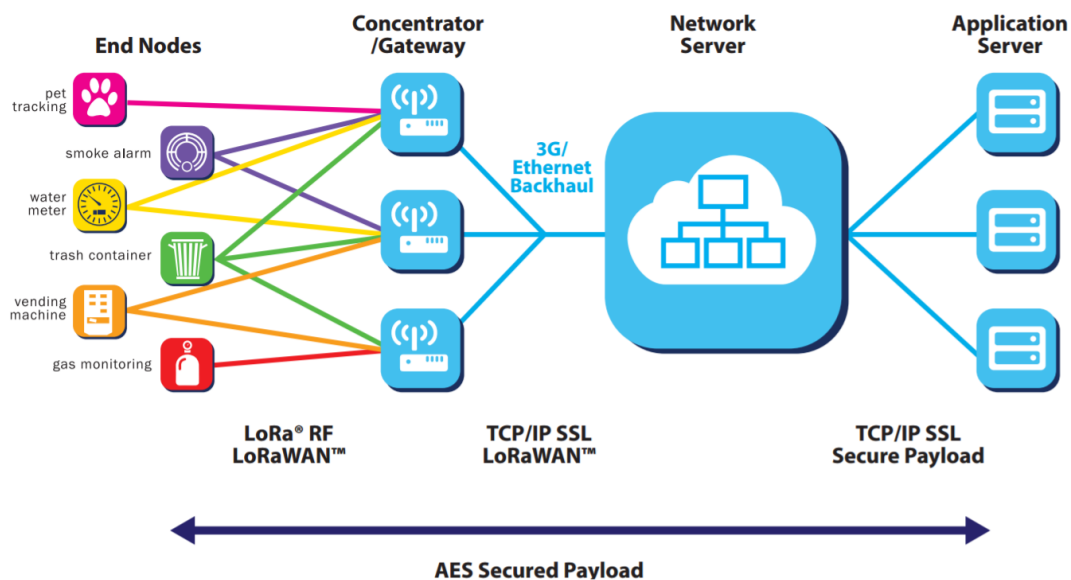 End Nodes
Concentrator
/Gateway
Network
Server
Application
Server
pet
tracking
smoke alarm
water
meter
trash container
vending
machine
gas monitoring
3G/
Ethernet
Backhaul
LoRa® RF
LoRaWAN™
TCP/IP SSL
LoRaWAN™
TCP/IP SSL
Secure Payload
AES Secured Payload